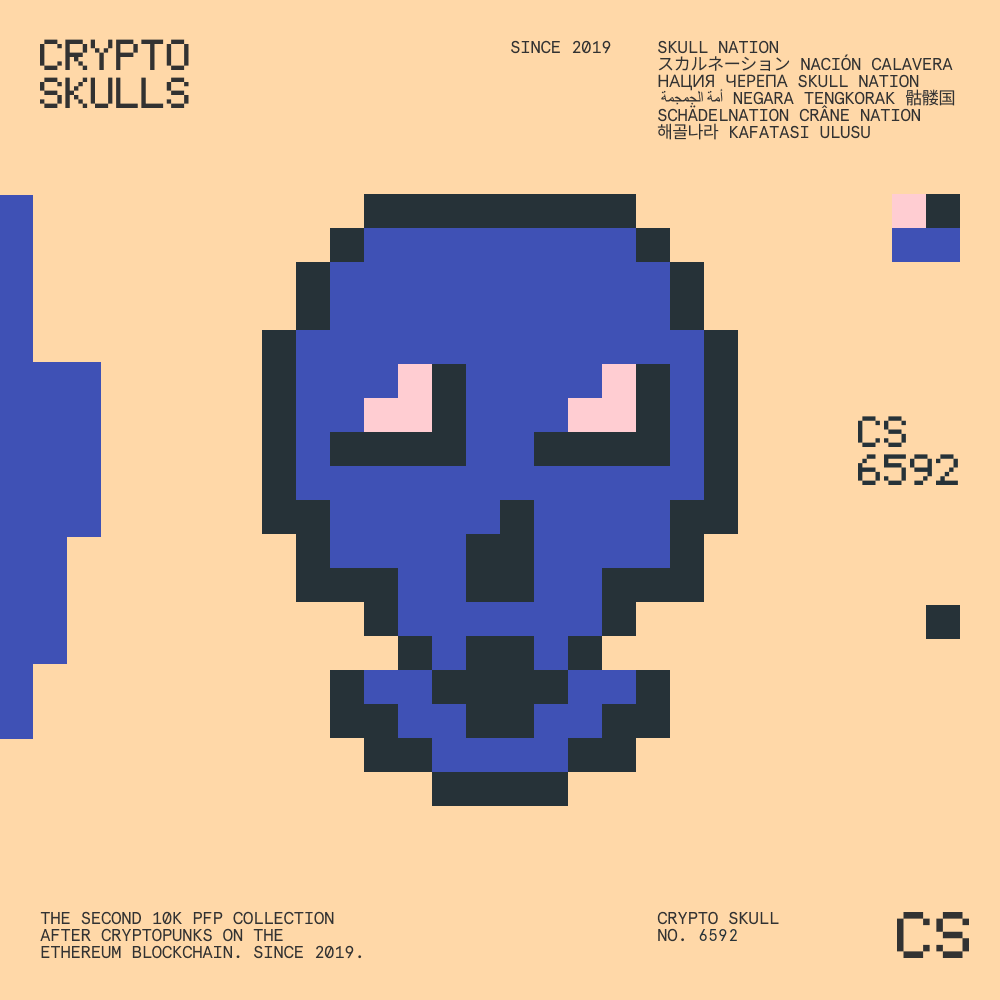 CRYPTO
SKULLS
SINCE 2019
SKULL NATION
スカルネーション NACIÓN CALAVERA
НАЦИЯ ЧЕРЕПА SKULL NATION
أمة الجمجمة NEGARA TENGKORAK 骷髅国
SCHÄDELNATION CRÂNE NATION
해골나라 KAFATASI ULUSU
CS
6592
THE SECOND 10K PFP COLLECTION
AFTER CRYPTOPUNKS ON THE
ETHEREUM BLOCKCHAIN. SINCE 2019.
CRYPTO SKULL
NO. 6592
CS